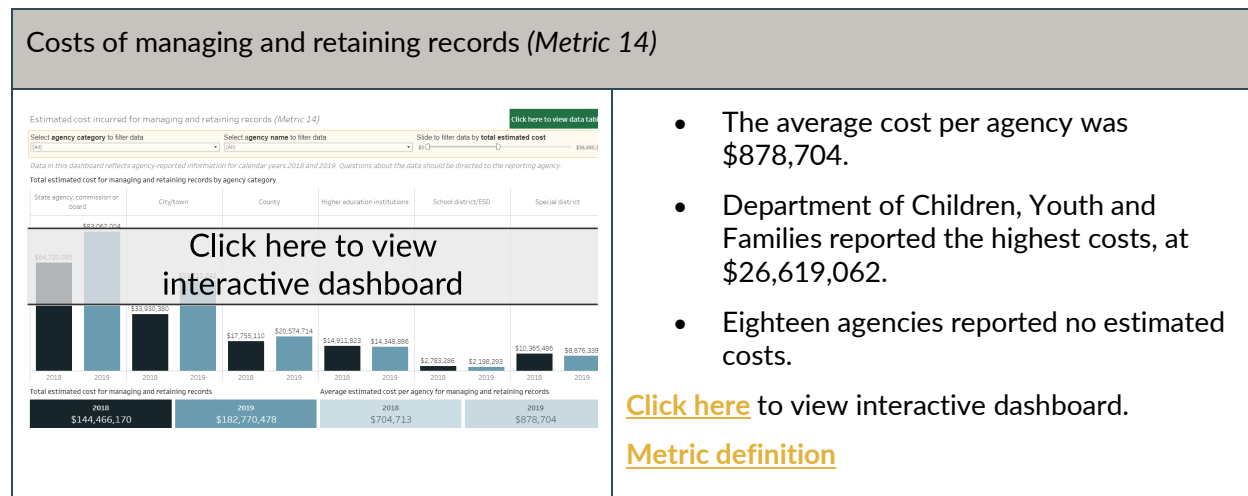 Costs of managing and retaining records (Metric 14)
Estimated cost incurred for managing and retaining records (Metric 14)
Click here to view data tabl
Select agency category to filter data
Select agency name to filter data
Slide to filter data by total estimated cost
(All)
(All)
$0
Data in this dashboard reflects agency-reported information for calendar years 2018 and 2019. Questions about the data should be directed to the reporting agency.
Total estimated cost for managing and retaining records by agency category
State agency, commission or board
City/town
County
Higher education institutions
School district/ESD
Special district
$83,062,004
$64,720,085
Click here to view
interactive dashboard
$33,930,380
$17,755,110
$20,574,714
$14,911,823
$14,348,886
$2,783,286
$2,198,293
$10,365,486
$8,876,339
2018 2019 2018 2019 2018 2019 2018 2019 2018 2019 2018 2019
Total estimated cost for managing and retaining records
Average estimated cost per agency for managing and retaining records
2018 2019 2018 2019
$144,466,170 $182,770,478 $704,713 $878,704
• The average cost per agency was
$878,704.
• Department of Children, Youth and
Families reported the highest costs, at
$26,619,062.
• Eighteen agencies reported no estimated
costs.
Click here to view interactive dashboard.
Metric definition